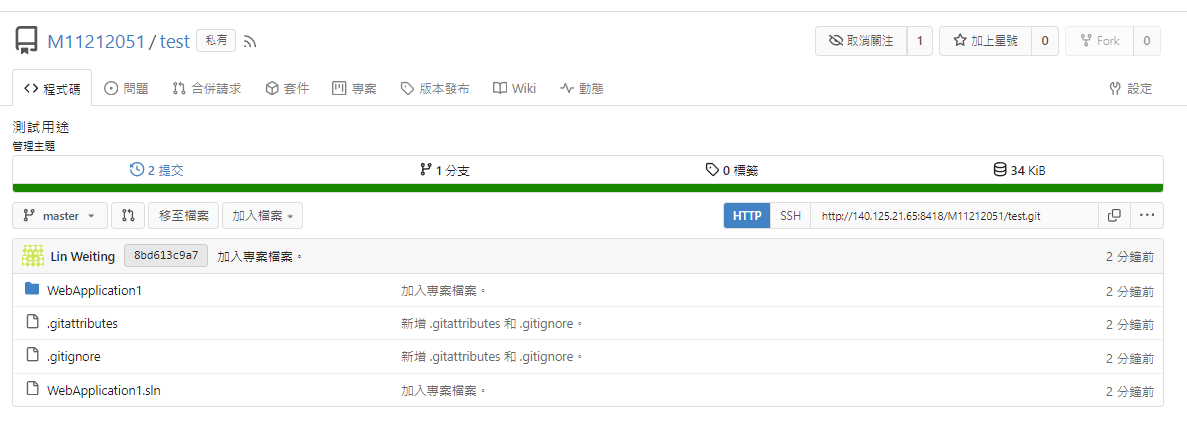 M11212051 / test 私有 取消關注 1 加上星號 0 Fork 0
程式碼 問題 合併請求 套件 專案 版本發布 Wiki 動態 設定
測試用途
管理主題
2 提交 1 分支 0 標籤 34 KiB
master 移至檔案 加入檔案 HTTP SSH http://140.125.21.65:8418/M11212051/test.git
Lin Weiting 8bd613c9a7 加入專案檔案。 2 分鐘前
WebApplication1 加入專案檔案。 2 分鐘前
.gitattributes 新增 .gitattributes 和 .gitignore。 2 分鐘前
.gitignore 新增 .gitattributes 和 .gitignore。 2 分鐘前
WebApplication1.sln 加入專案檔案。 2 分鐘前